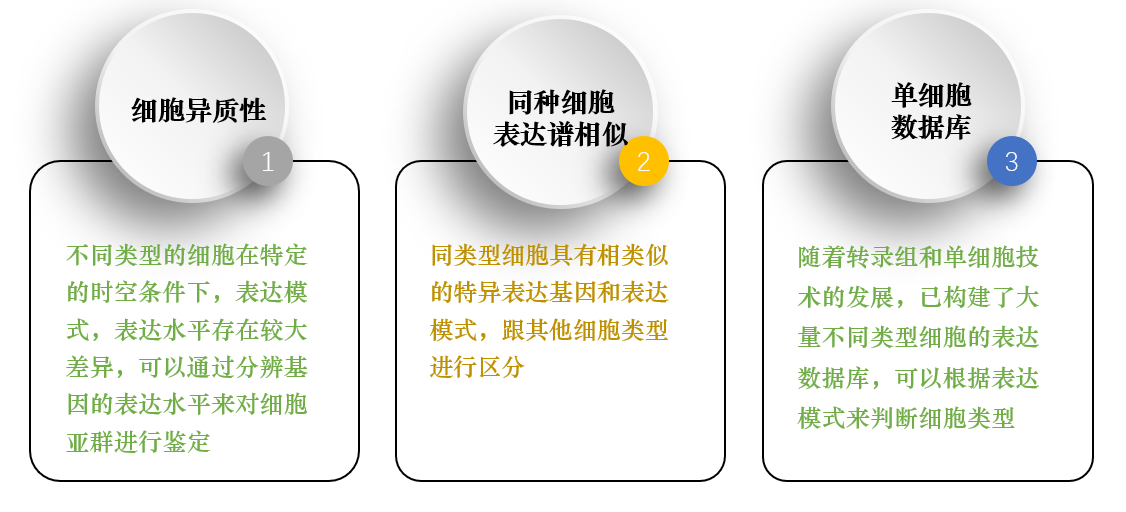 细胞异质性
1
不同类型的细胞在特定
的时空条件下，表达模
式，表达水平存在较大
差异，可以通过分辨基
因的表达水平来对细胞
亚群进行鉴定
同种细胞
表达谱相似
2
同类型细胞具有相类似
的特异表达基因和表达
模式，跟其他细胞类型
进行区分
单细胞
数据库
3
随着转录组和单细胞技
术的发展，已构建了大
量不同类型细胞的表达
数据库，可以根据表达
模式来判断细胞类型